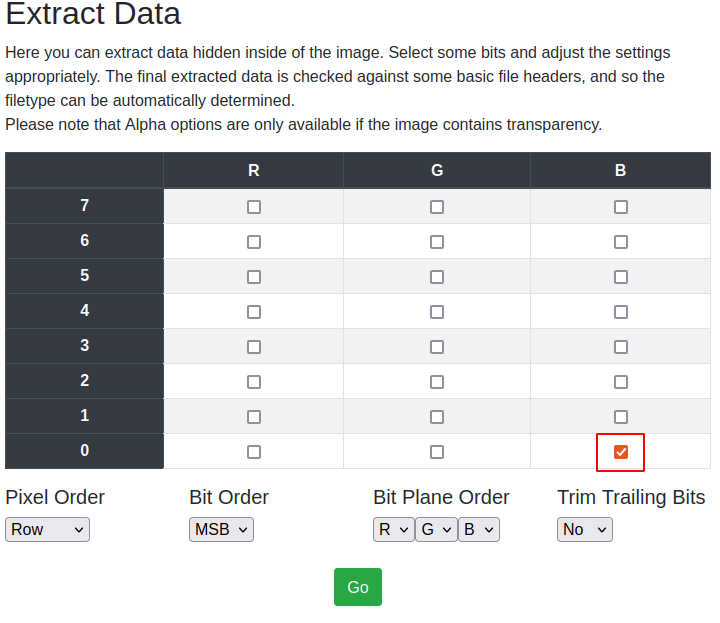 Extract Data
Here you can extract data hidden inside of the image. Select some bits and adjust the settings
appropriately. The final extracted data is checked against some basic file headers, and so the
filetype can be automatically determined.
Please note that Alpha options are only available if the image contains transparency.
R G B
7
6
5
4
3
2
1
0
Pixel Order Bit Order Bit Plane Order Trim Trailing Bits
Row MSB R G B No
Go